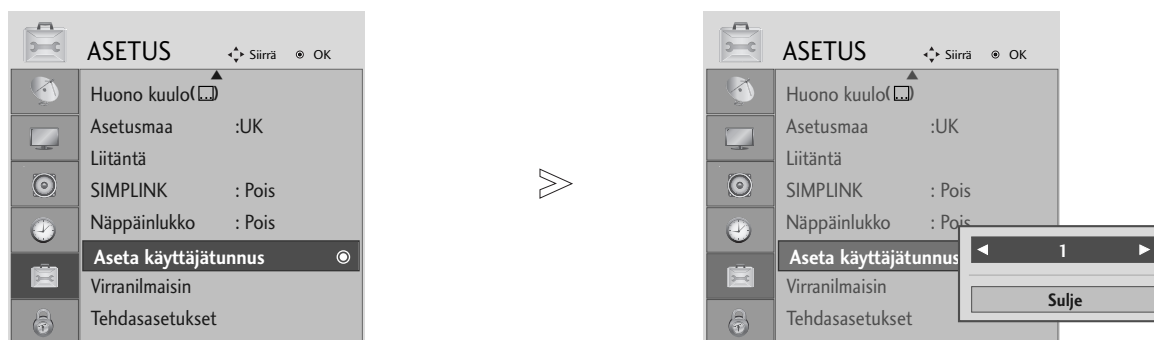 ASETUS Siirrä OK
Huono kuulo( )
Asetusmaa :UK
Liitäntä
SIMPLINK : Pois
Näppäinlukko : Pois
Aseta käyttäjätunnus
Virranilmaisin
Tehdasasetukset
ASETUS Siirrä OK
Huono kuulo( )
Asetusmaa :UK
Liitäntä
SIMPLINK : Pois
Näppäinlukko : Pois
Aseta käyttäjätunnus
Virranilmaisin
Tehdasasetukset
1
Sulje